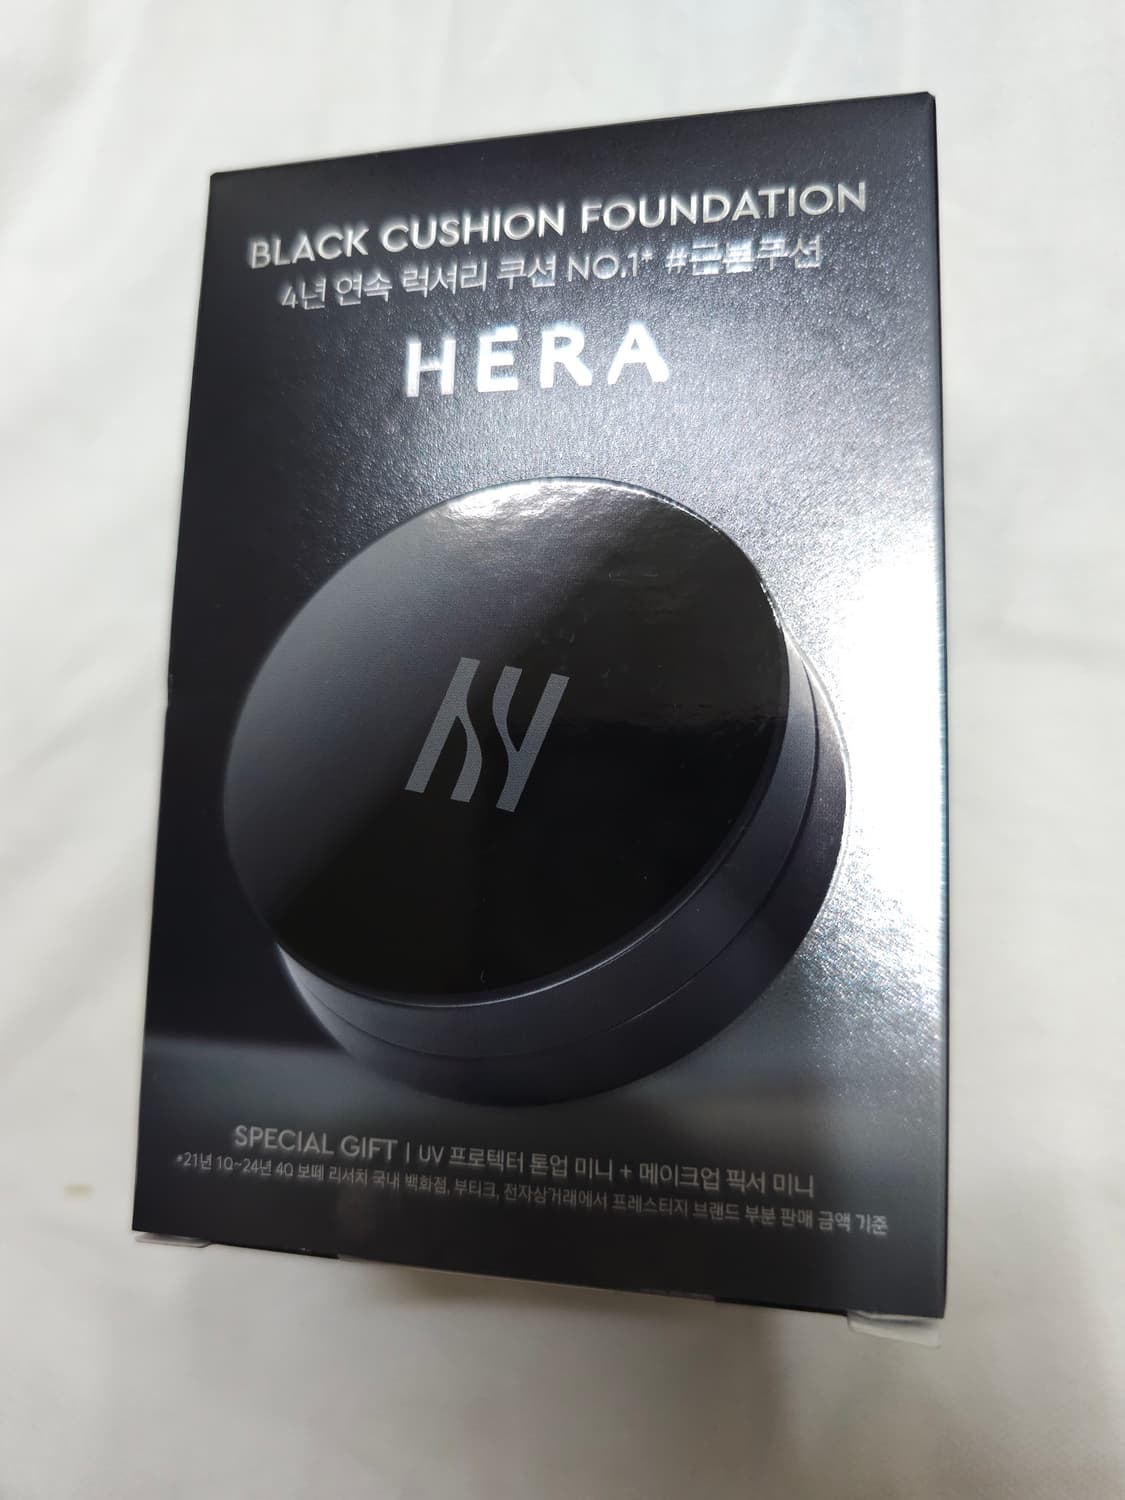 BLACK CUSHION FOUNDATION
4년 연속 럭셔리 쿠션 NO.1* #근본쿠션
HERA
SPECIAL GIFT | UV 프로텍터 톤업 미니 + 메이크업 픽서 미니
*21년 1Q~24년 4Q 보떼 리서치 국내 백화점, 부티크, 전자상거래에서 프레스티지 브랜드 부분 판매 금액 기준